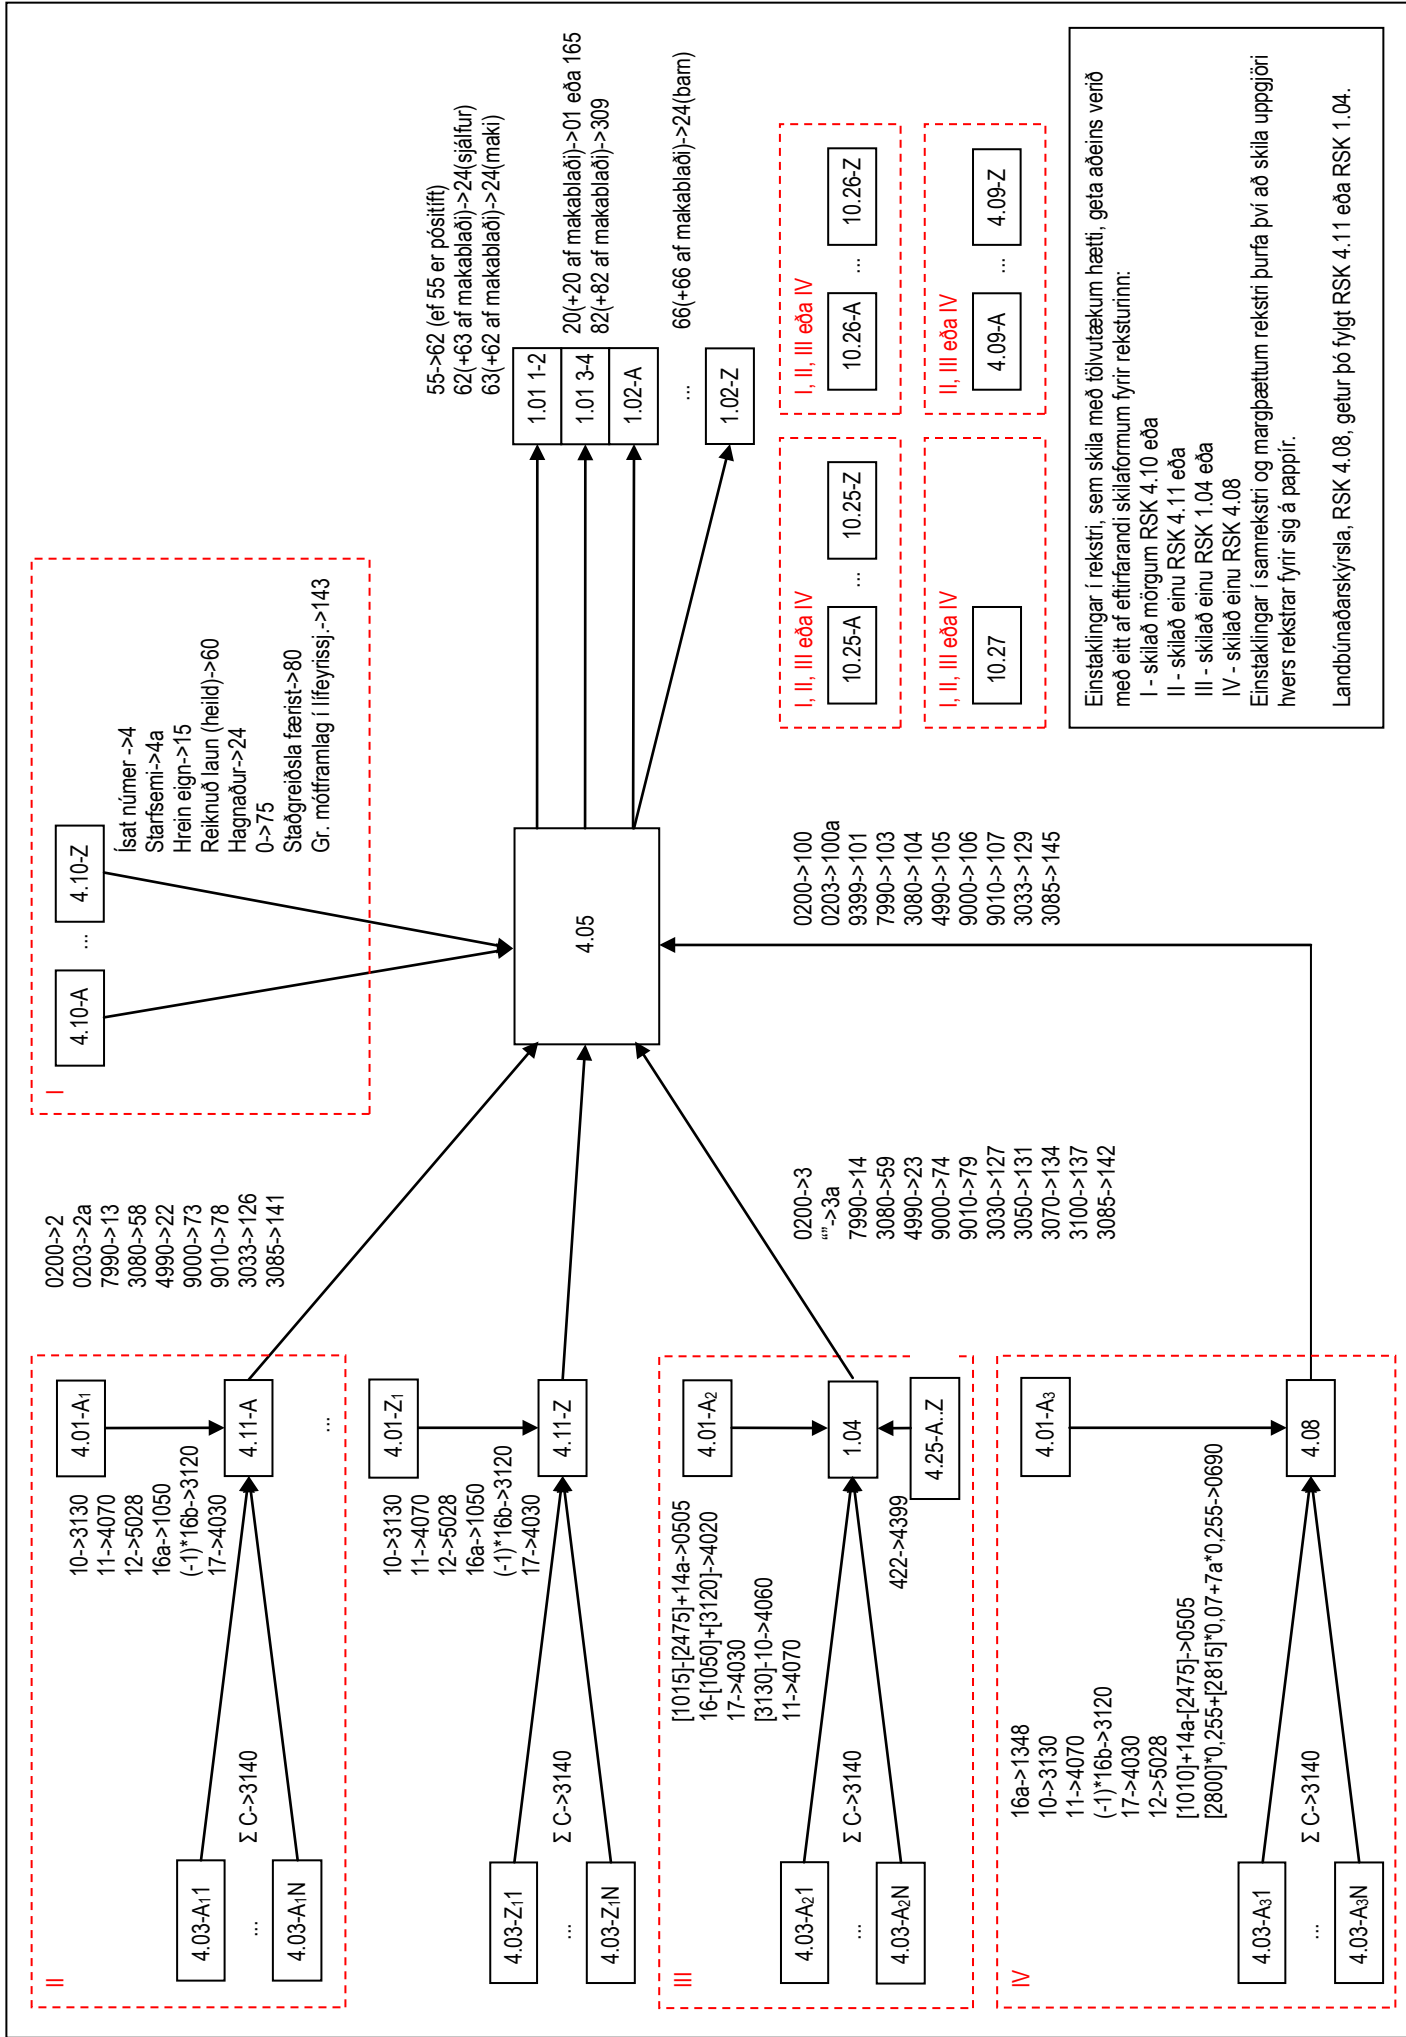 II
4.03-A11
...
4.03-A1N
Σ C->3140
10->3130
11->4070
12->5028
16a->1050
(-1)*16b->3120
17->4030
4.01-A1
4.11-A
...
0200->2
0203->2a
7990->13
3080->58
4990->22
9000->73
9010->78
3033->126
3085->141
I
4.10-A
...
4.10-Z
Ísat númer ->4
Starfsemi->4a
Hrein eign->15
Reiknuð laun (heild)->60
Hagnaður->24
0->75
Staðgreiðsla færist->80
Gr. mótframlag í lífeyrissj.->143
4.03-Z11
...
4.03-Z1N
Σ C->3140
10->3130
11->4070
12->5028
16a->1050
(-1)*16b->3120
17->4030
4.01-Z1
4.11-Z
4.05
55->62 (ef 55 er pósitíft)
62(+63 af makablaði)->24(sjálfur)
63(+62 af makablaði)->24(maki)
1.01 1-2
1.01 3-4
1.02-A
...
1.02-Z
20(+20 af makablaði)->01 eða 165
82(+82 af makablaði)->309
66(+66 af makablaði)->24(barn)
III
4.03-A21
...
4.03-A2N
Σ C->3140
[1015]-[2475]+14a->0505
16-[1050]+[3120]->4020
17->4030
[3130]-10->4060
11->4070
4.01-A2
1.04
4.25-A..Z
422->4399
0200->3
“”->3a
7990->14
3080->59
4990->23
9000->74
9010->79
3030->127
3050->131
3070->134
3100->137
3085->142
0200->100
0203->100a
9399->101
7990->103
3080->104
4990->105
9000->106
9010->107
3033->129
3085->145
I, II, III eða IV
10.25-A
...
10.25-Z
I, II, III eða IV
10.26-A
...
10.26-Z
I, II, III eða IV
10.27
II, III eða IV
4.09-A
...
4.09-Z
IV
4.03-A31
...
4.03-A3N
Σ C->3140
16a->1348
10->3130
11->4070
(-1)*16b->3120
17->4030
12->5028
[1010]+14a-[2475]->0505
[2800]*0,255+[2815]*0,07+7a*0,255->0690
4.01-A3
4.08
Einstaklingar í rekstri, sem skila með tölvutækum hætti, geta aðeins verið
með eitt af eftirfarandi skilaformum fyrir reksturinn:
I - skilað mörgum RSK 4.10 eða
II - skilað einu RSK 4.11 eða
III - skilað einu RSK 1.04 eða
IV - skilað einu RSK 4.08
Einstaklingar í samrekstri og margþættum rekstri þurfa því að skila uppgjöri
hvers rekstrar fyrir sig á pappír.
Landbúnaðarskýrsla, RSK 4.08, getur þó fylgt RSK 4.11 eða RSK 1.04.